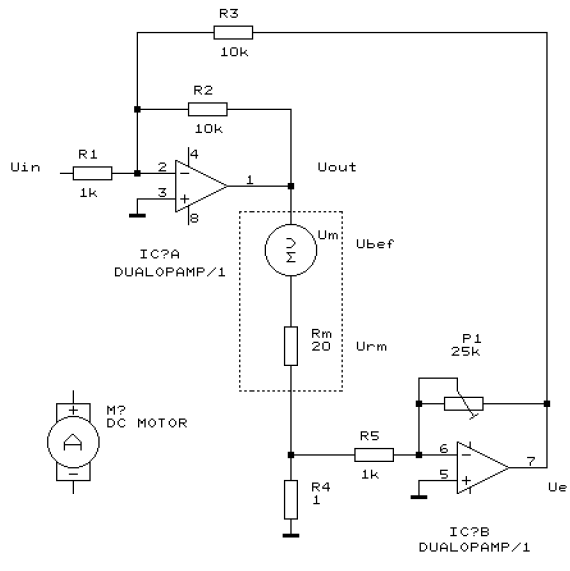 R3
10k
R2
10k
Uin
R1
1k
2
3
4
8
1
Uout
IC?A
DUALOPAMP/1
Um
M
Ubef
Rm
20
Urm
P1
25k
M?
DC MOTOR
R5
1k
6
5
7
Ue
R4
1
IC?B
DUALOPAMP/1